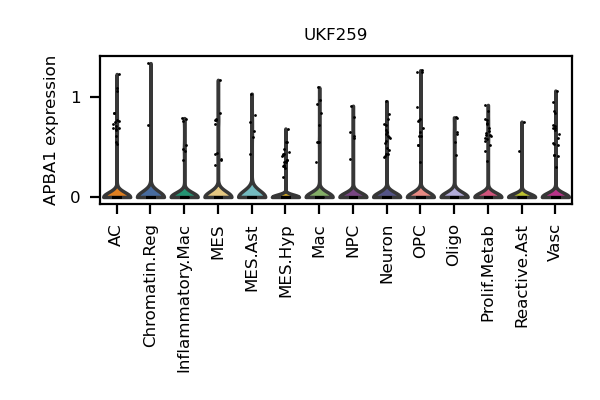 UKF259
APBA1 expression
1
0
AC
Chromatin.Reg
Inflammatory.Mac
MES
MES.Ast
MES.Hyp
Mac
NPC
Neuron
OPC
Oligo
Prolif.Metab
Reactive.Ast
Vasc